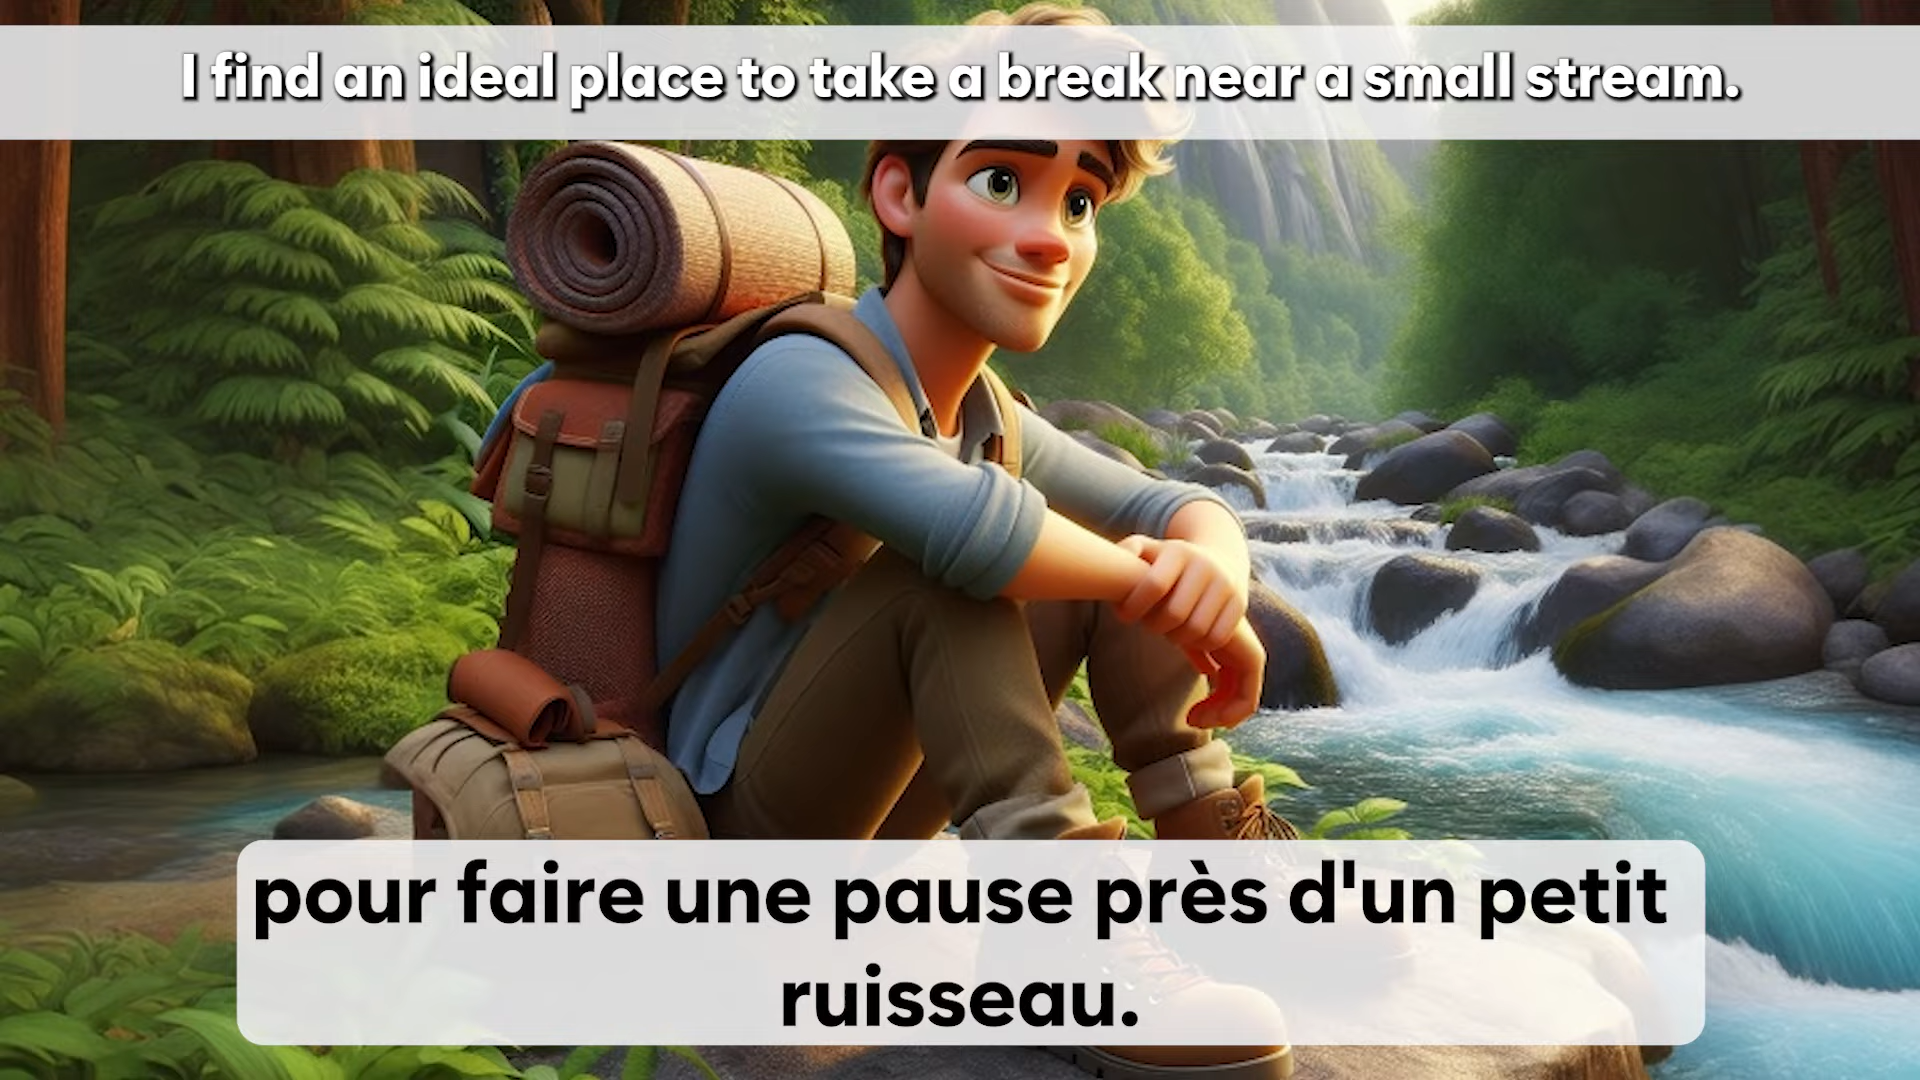 I find an ideal place to take a break near a small stream.
pour faire une pause près d'un petit
ruisseau.